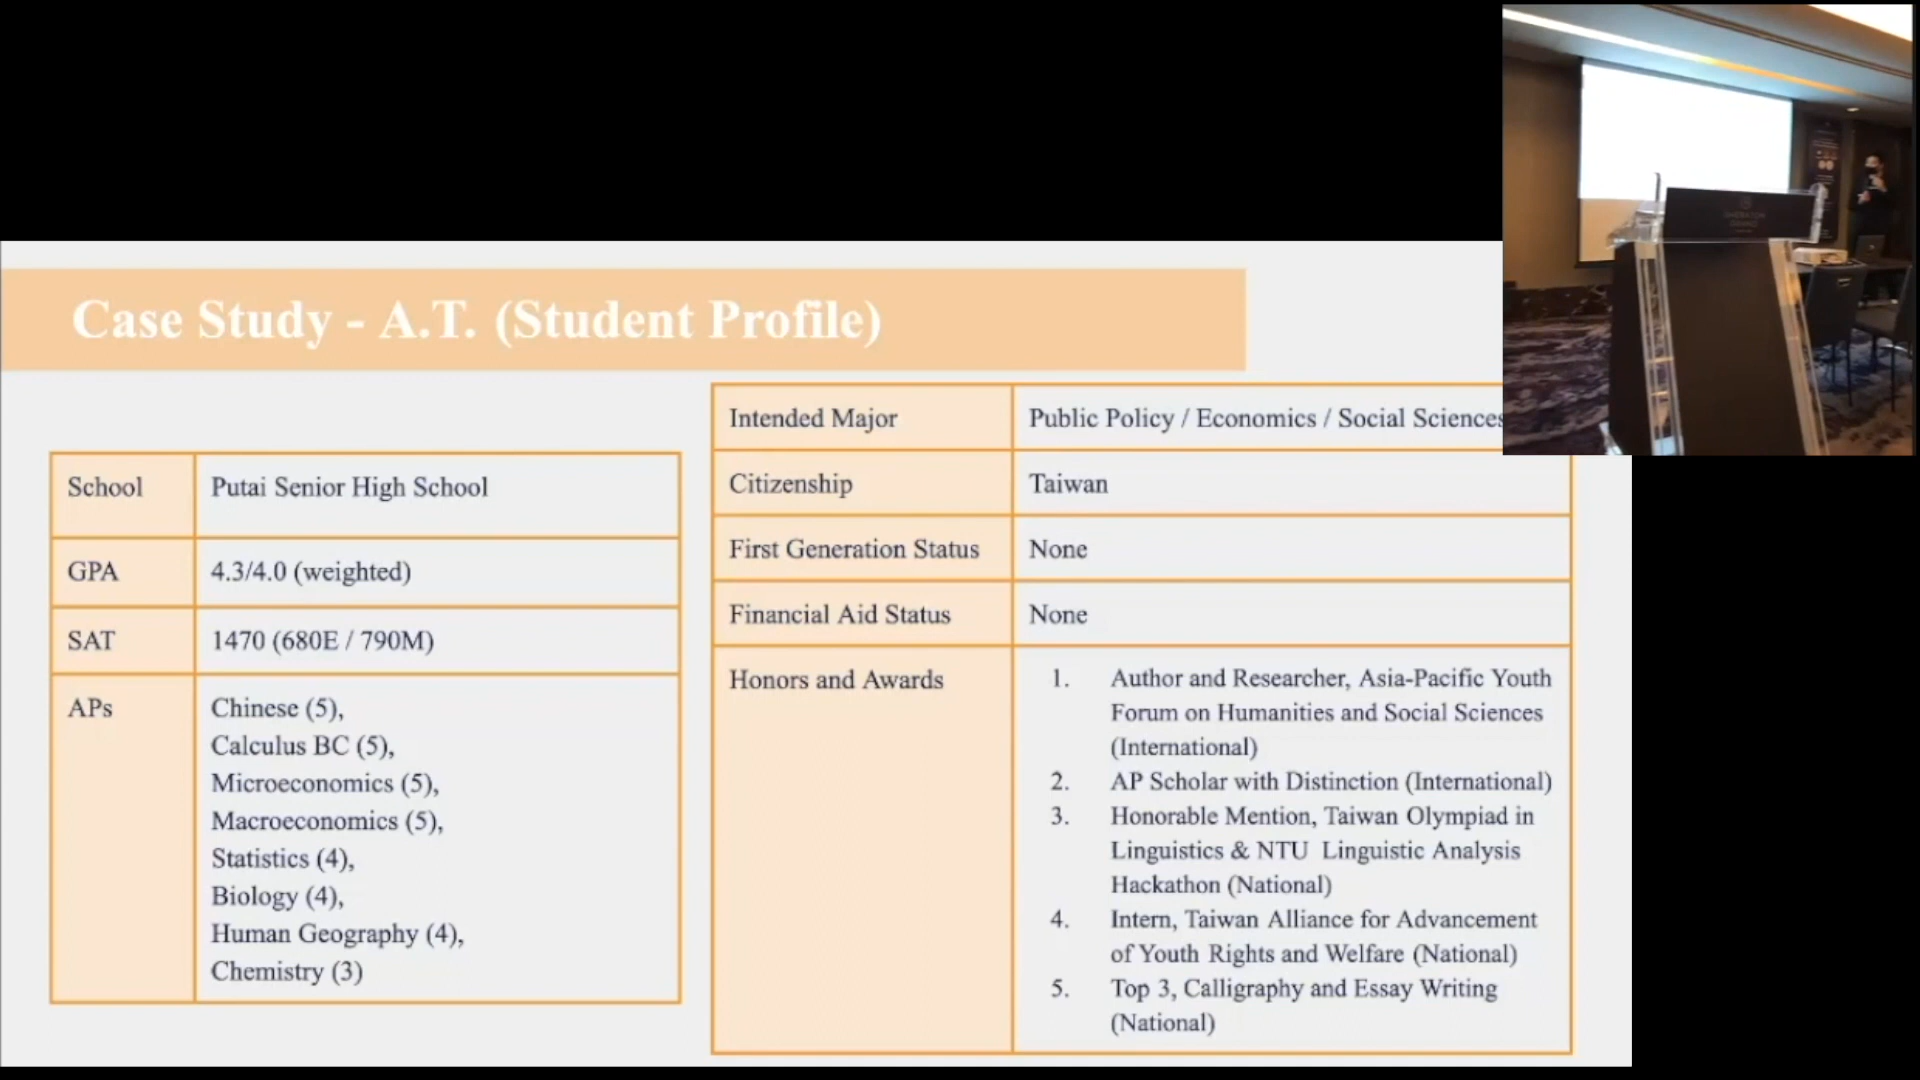 Case Study - A.T. (Student Profile)
School
Putai Senior High School
GPA
4.3/4.0 (weighted)
SAT
1470 (680E / 790M)
APs
Chinese (5),
Calculus BC (5),
Microeconomics (5),
Macroeconomics (5),
Statistics (4),
Biology (4),
Human Geography (4),
Chemistry (3)
Intended Major
Public Policy / Economics / Social Sciences
Citizenship
Taiwan
First Generation Status
None
Financial Aid Status
None
Honors and Awards
1. Author and Researcher, Asia-Pacific Youth
Forum on Humanities and Social Sciences
(International)
2. AP Scholar with Distinction (International)
3. Honorable Mention, Taiwan Olympiad in
Linguistics & NTU Linguistic Analysis
Hackathon (National)
4. Intern, Taiwan Alliance for Advancement
of Youth Rights and Welfare (National)
5. Top 3, Calligraphy and Essay Writing
(National)